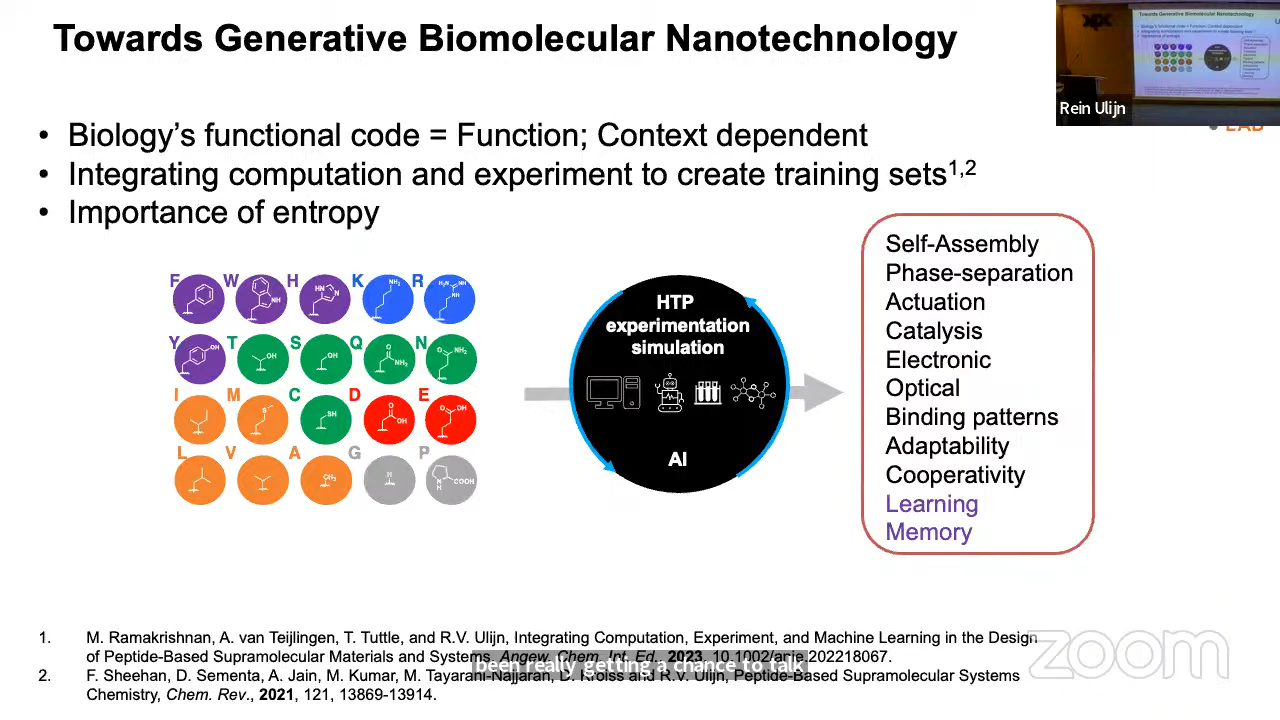 Towards Generative Biomolecular Nanotechnology
Rein Ulijn
LAB
• Biology's functional code = Function; Context dependent
• Integrating computation and experiment to create training sets1,2
• Importance of entropy
F W H K R
Y T S Q N
I M C D E
L V A G P
HTP
experimentation
simulation
AI
Self-Assembly
Phase-separation
Actuation
Catalysis
Electronic
Optical
Binding patterns
Adaptability
Cooperativity
Learning
Memory
1. M. Ramakrishnan, A. van Teijlingen, T. Tuttle, and R.V. Ulijn, Integrating Computation, Experiment, and Machine Learning in the Design
of Peptide-Based Supramolecular Materials and Systems, Angew. Chem. Int. Ed., 2023, 10.1002/anie.202218067.
been really getting a chance to talk
2. F. Sheehan, D. Sementa, A. Jain, M. Kumar, M. Tayarani-Najjaran, D. Kroiss and R.V. Ulijn, Peptide-Based Supramolecular Systems
Chemistry, Chem. Rev., 2021, 121, 13869-13914.
zoom